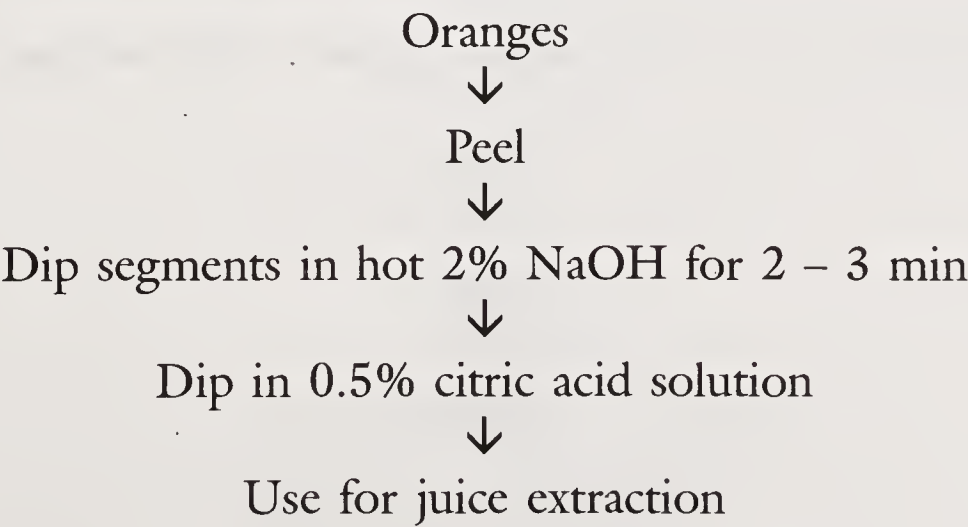 Oranges
↓
Peel
↓
Dip segments in hot 2% NaOH for 2 – 3 min
↓
Dip in 0.5% citric acid solution
↓
Use for juice extraction